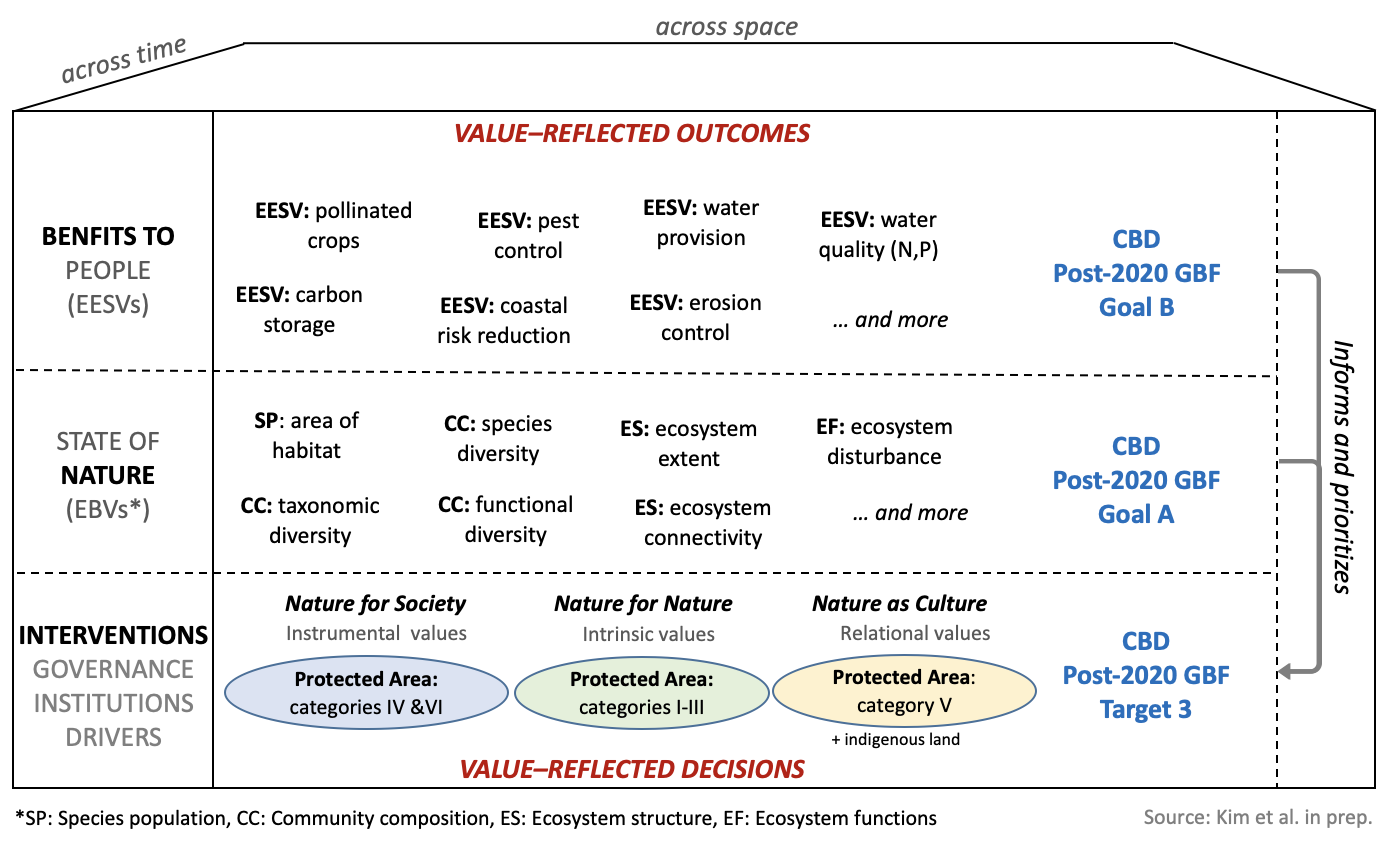 across space
across time
VALUE–REFLECTED OUTCOMES
BENFITS TO
PEOPLE
(EESVs)
EESV: pollinated
crops
EESV: pest
control
EESV: water
provision
EESV: water
quality (N,P)
EESV: carbon
storage
EESV: coastal
risk reduction
EESV: erosion
control
... and more
CBD
Post-2020 GBF
Goal B
STATE OF
NATURE
(EBVs*)
SP: area of
habitat
CC: species
diversity
ES: ecosystem
extent
EF: ecosystem
disturbance
CC: taxonomic
diversity
CC: functional
diversity
ES: ecosystem
connectivity
... and more
CBD
Post-2020 GBF
Goal A
Informs and prioritizes
INTERVENTIONS
GOVERNANCE
INSTITUTIONS
DRIVERS
Nature for Society
Instrumental values
Protected Area:
categories IV &VI
Nature for Nature
Intrinsic values
Protected Area:
categories I-III
Nature as Culture
Relational values
Protected Area:
category V
+ indigenous land
CBD
Post-2020 GBF
Target 3
VALUE–REFLECTED DECISIONS
*SP: Species population, CC: Community composition, ES: Ecosystem structure, EF: Ecosystem functions
Source: Kim et al. in prep.